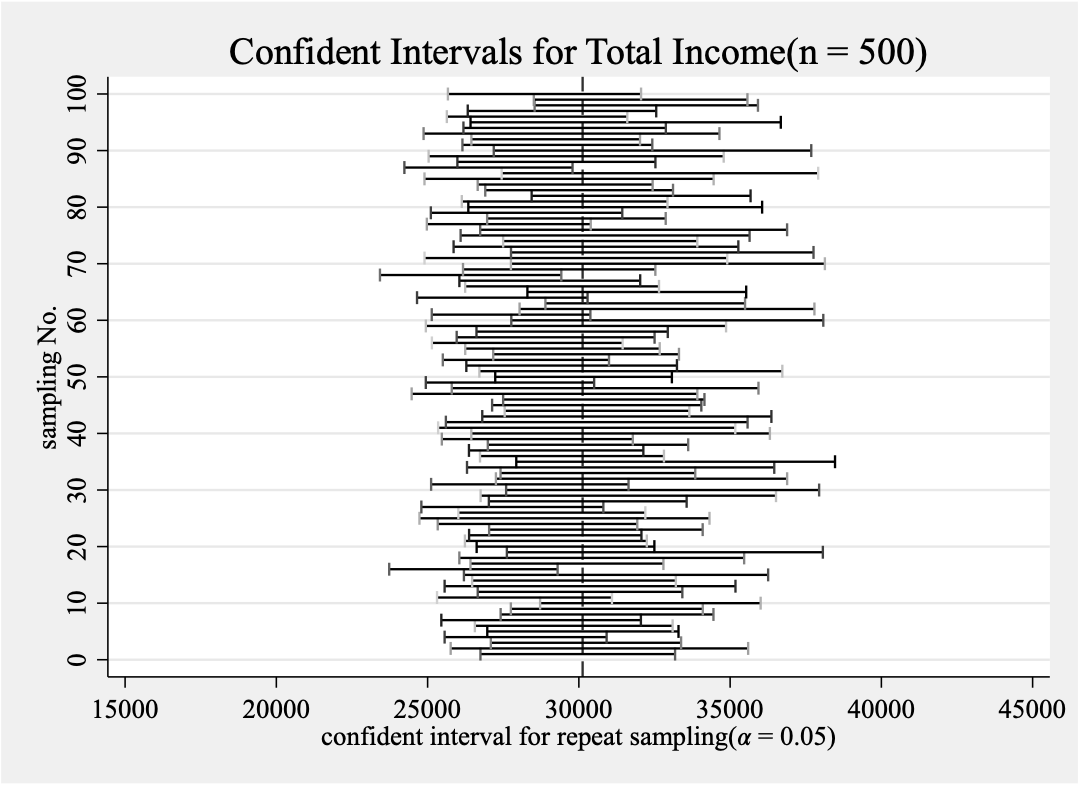 Confident Intervals for Total Income(n = 500)
100
90
80
70
60
50
40
30
20
10
0
sampling No.
15000 20000 25000 30000 35000 40000 45000
confident interval for repeat sampling(α = 0.05)